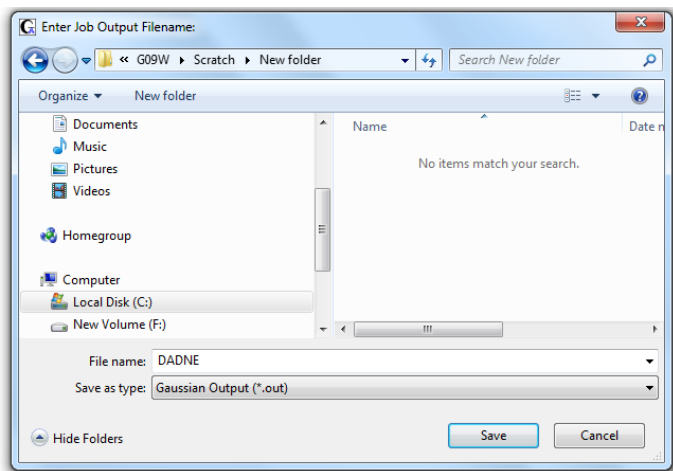 Enter Job Output Filename:
« G09W Scratch New folder
Search New folder
Organize New folder
Documents
Music
Pictures
Videos
Homegroup
Computer
Local Disk (C:)
New Volume (F:)
Name Date n
No items match your search.
File name: DADNE
Save as type: Gaussian Output (*.out)
Hide Folders
Save Cancel